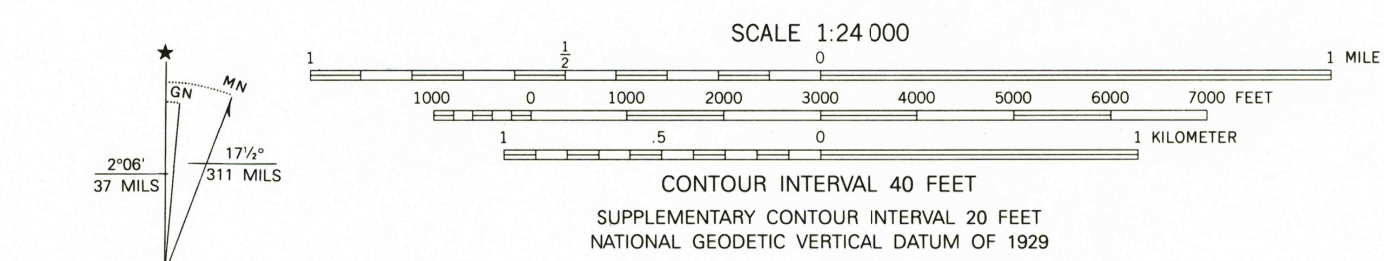 SCALE 1:24 000
1 ½ 0 1 MILE
1000 0 1000 2000 3000 4000 5000 6000 7000 FEET
1 .5 0 1 KILOMETER
CONTOUR INTERVAL 40 FEET
SUPPLEMENTARY CONTOUR INTERVAL 20 FEET
NATIONAL GEODETIC VERTICAL DATUM OF 1929
★
GN
MN
2°06'
37 MILS
17½°
311 MILS